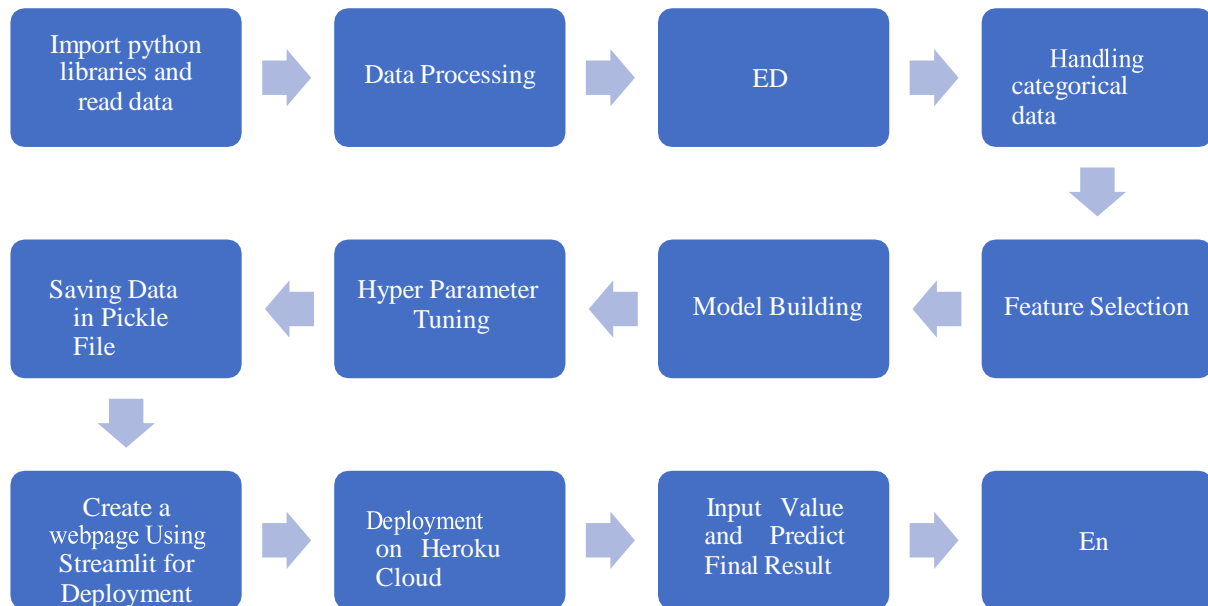 Import python
libraries and
read data
Data Processing
ED
Handling
categorical
data
Feature Selection
Model Building
Hyper Parameter
Tuning
Saving Data
in Pickle
File
Create a
webpage Using
Streamlit for
Deployment
Deployment
on Heroku
Cloud
Input Value
and Predict
Final Result
En